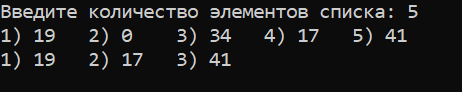 Введите количество элементов списка: 5
1) 19   2) 0    3) 34   4) 17   5) 41
1) 19   2) 17   3) 41